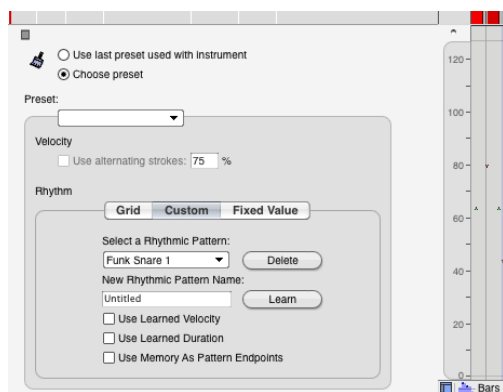 Use last preset used with instrument
Choose preset
Preset:
Velocity
Use alternating strokes: 75 %
Rhythm
Grid Custom Fixed Value
Select a Rhythmic Pattern:
Funk Snare 1 Delete
New Rhythmic Pattern Name:
Untitled Learn
Use Learned Velocity
Use Learned Duration
Use Memory As Pattern Endpoints
120
100
80
60
40
20
0
Bars